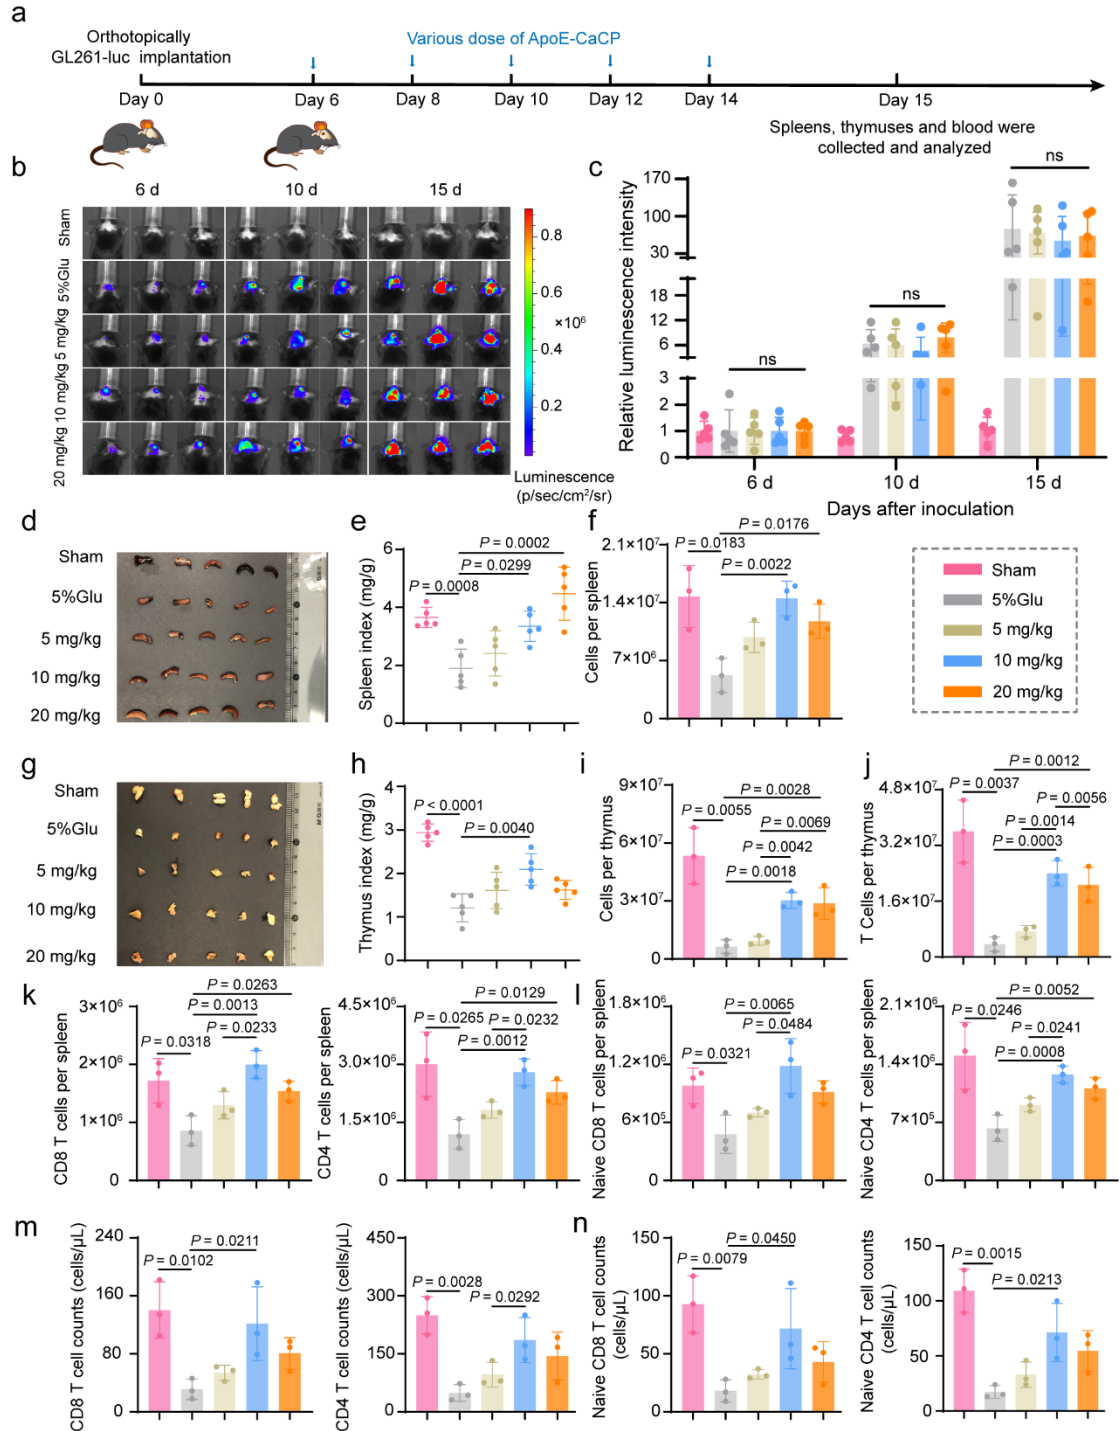 a
Orthotopically
GL261-luc implantation
Various dose of ApoE-CaCP
Day 0
Day 6
Day 8
Day 10
Day 12
Day 14
Day 15
Spleens, thymuses and blood were
collected and analyzed
b
6 d
10 d
15 d
Sham
5%Glu
5 mg/kg
10 mg/kg
20 mg/kg
0.8
0.6
×10⁶
0.4
0.2
Luminescence
(p/sec/cm²/sr)
c
Relative luminescence intensity
170
100
30
18
12
6
3
2
1
0
ns
ns
ns
6 d
10 d
15 d
Days after inoculation
d
Sham
5%Glu
5 mg/kg
10 mg/kg
20 mg/kg
e
Spleen index (mg/g)
6
4
2
0
P = 0.0002
P = 0.0299
P = 0.0008
f
Cells per spleen
2.1×10⁷
1.4×10⁷
7×10⁶
0
P = 0.0176
P = 0.0183
P = 0.0022
Sham
5%Glu
5 mg/kg
10 mg/kg
20 mg/kg
g
Sham
5%Glu
5 mg/kg
10 mg/kg
20 mg/kg
h
Thymus index (mg/g)
3
2
1
0
P < 0.0001
P = 0.0040
i
Cells per thymus
9×10⁷
6×10⁷
3×10⁷
0
P = 0.0028
P = 0.0055
P = 0.0069
P = 0.0042
P = 0.0018
j
T Cells per thymus
4.8×10⁷
3.2×10⁷
1.6×10⁷
0
P = 0.0012
P = 0.0037
P = 0.0056
P = 0.0014
P = 0.0003
k
CD8 T cells per spleen
3×10⁶
2×10⁶
1×10⁶
0
P = 0.0263
P = 0.0013
P = 0.0233
P = 0.0318
CD4 T cells per spleen
4.5×10⁶
3.0×10⁶
1.5×10⁶
0
P = 0.0129
P = 0.0265
P = 0.0232
P = 0.0012
l
Naive CD8 T cells per spleen
1.8×10⁶
1.2×10⁶
6×10⁵
0
P = 0.0065
P = 0.0484
P = 0.0321
Naive CD4 T cells per spleen
2.1×10⁶
1.4×10⁶
7×10⁵
0
P = 0.0052
P = 0.0246
P = 0.0241
P = 0.0008
m
CD8 T cell counts (cells/μL)
240
160
80
0
P = 0.0211
P = 0.0102
CD4 T cell counts (cells/μL)
450
300
150
0
P = 0.0028
P = 0.0292
n
Naive CD8 T cell counts
(cells/μL)
150
100
50
0
P = 0.0450
P = 0.0079
Naive CD4 T cell counts
(cells/μL)
150
100
50
0
P = 0.0015
P = 0.0213